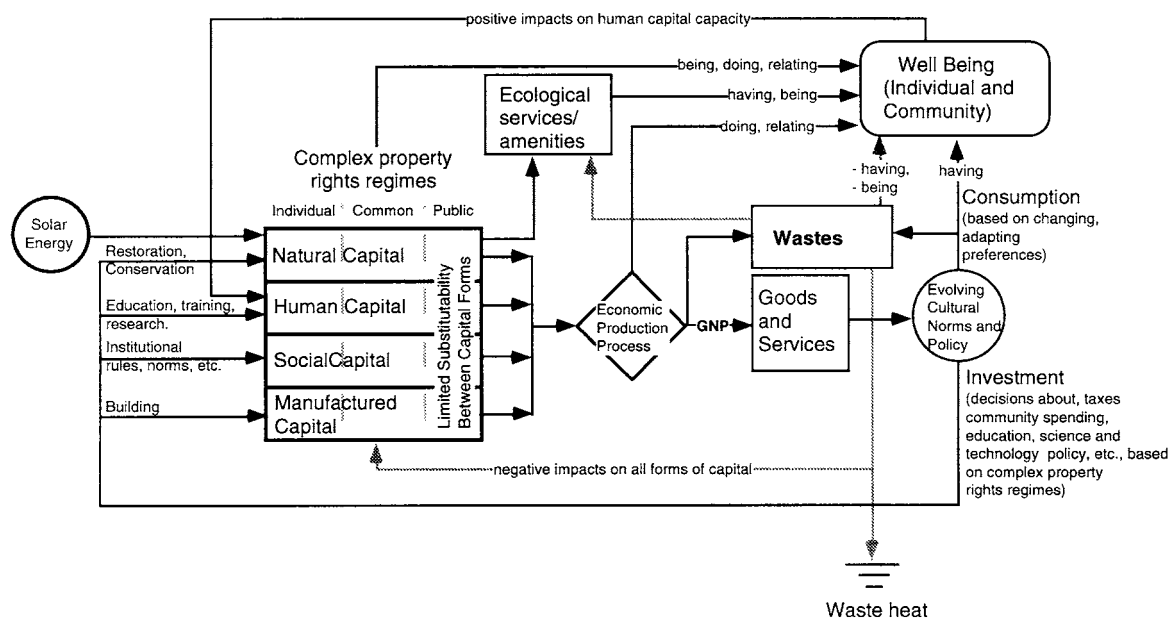 positive impacts on human capital capacity
being, doing, relating
Well Being
(Individual and
Community)
Ecological
services/
amenities
having, being
doing, relating
Complex property
rights regimes
- having,
- being
having
Consumption
(based on changing,
adapting
preferences)
Individual Common Public
Solar
Energy
Restoration,
Conservation
Natural Capital
Wastes
Education, training,
research.
Human Capital
Limited Substitutability
Between Capital Forms
Economic
Production
Process
GNP
Goods
and
Services
Evolving
Cultural
Norms and
Policy
Institutional
rules, norms, etc.
SocialCapital
Building
Manufactured
Capital
Investment
(decisions about, taxes
community spending,
education, science and
technology policy, etc., based
on complex property
rights regimes)
negative impacts on all forms of capital
Waste heat